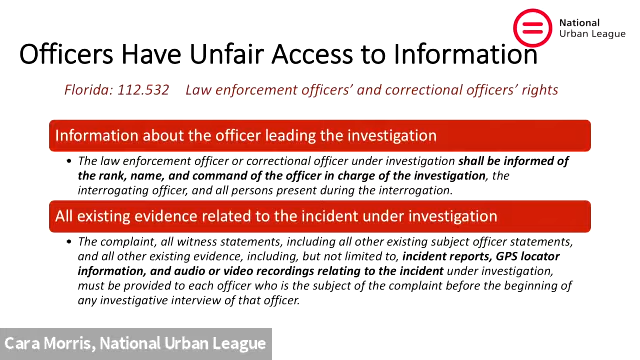 National
Urban League
Officers Have Unfair Access to Information
Florida: 112.532 Law enforcement officers' and correctional officers' rights
Information about the officer leading the investigation
• The law enforcement officer or correctional officer under investigation shall be informed of
the rank, name, and command of the officer in charge of the investigation, the
interrogating officer, and all persons present during the interrogation.
All existing evidence related to the incident under investigation
• The complaint, all witness statements, including all other existing subject officer statements,
and all other existing evidence, including, but not limited to, incident reports, GPS locator
information, and audio or video recordings relating to the incident under investigation,
must be provided to each officer who is the subject of the complaint before the beginning of
any investigative interview of that officer.
Cara Morris, National Urban League